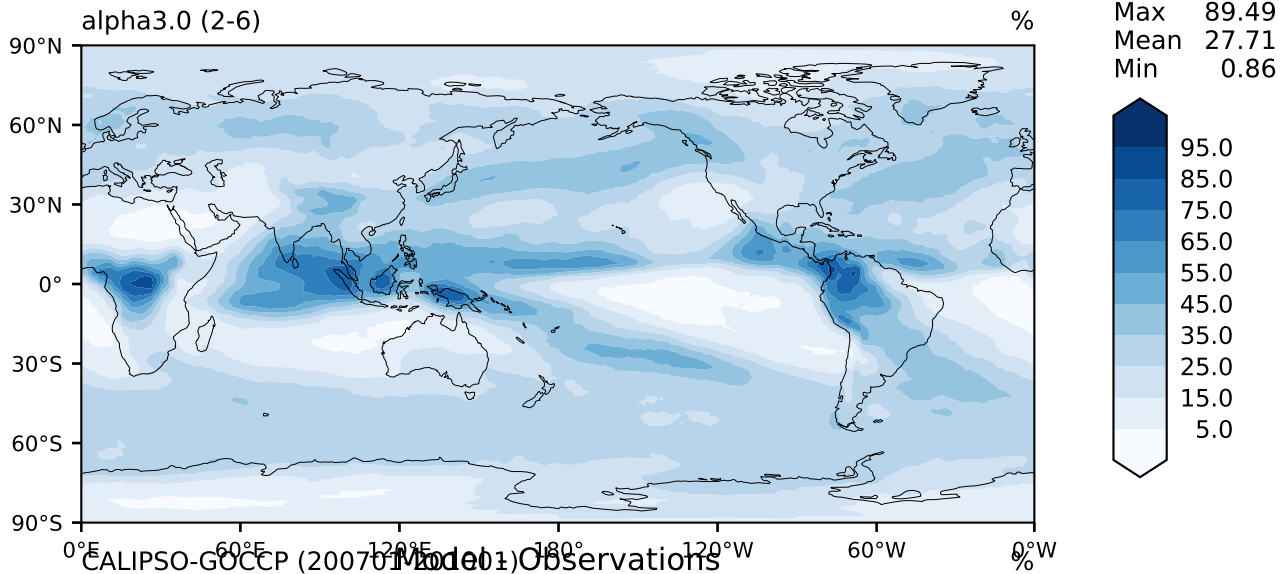 alpha3.0 (2-6) %
Max 89.49
Mean 27.71
Min 0.86
90°N
60°N
30°N
0°
30°S
60°S
90°S
95.0
85.0
75.0
65.0
55.0
45.0
35.0
25.0
15.0
5.0
0°E 60°E 120°E 180° 120°W 60°W 0°W
CALIPSO-GOCCP Model - Observations %